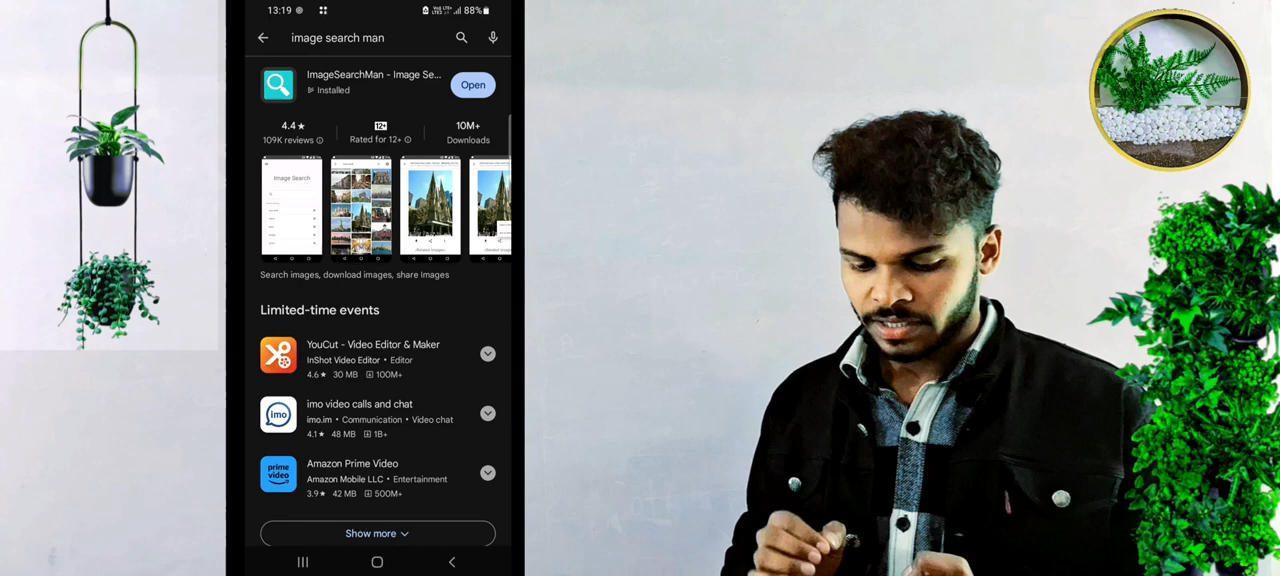 13:19
88%
image search man
ImageSearchMan - Image Se...
Installed
Open
4.4★
109K reviews
12+
Rated for 12+
10M+
Downloads
Image Search
Search images, download images, share Images
Limited-time events
YouCut - Video Editor & Maker
InShot Video Editor • Editor
4.6★ 30 MB 100M+
imo
imo video calls and chat
imo.im • Communication • Video chat
4.1★ 48 MB 1B+
prime
video
Amazon Prime Video
Amazon Mobile LLC • Entertainment
3.9★ 42 MB 500M+
Show more